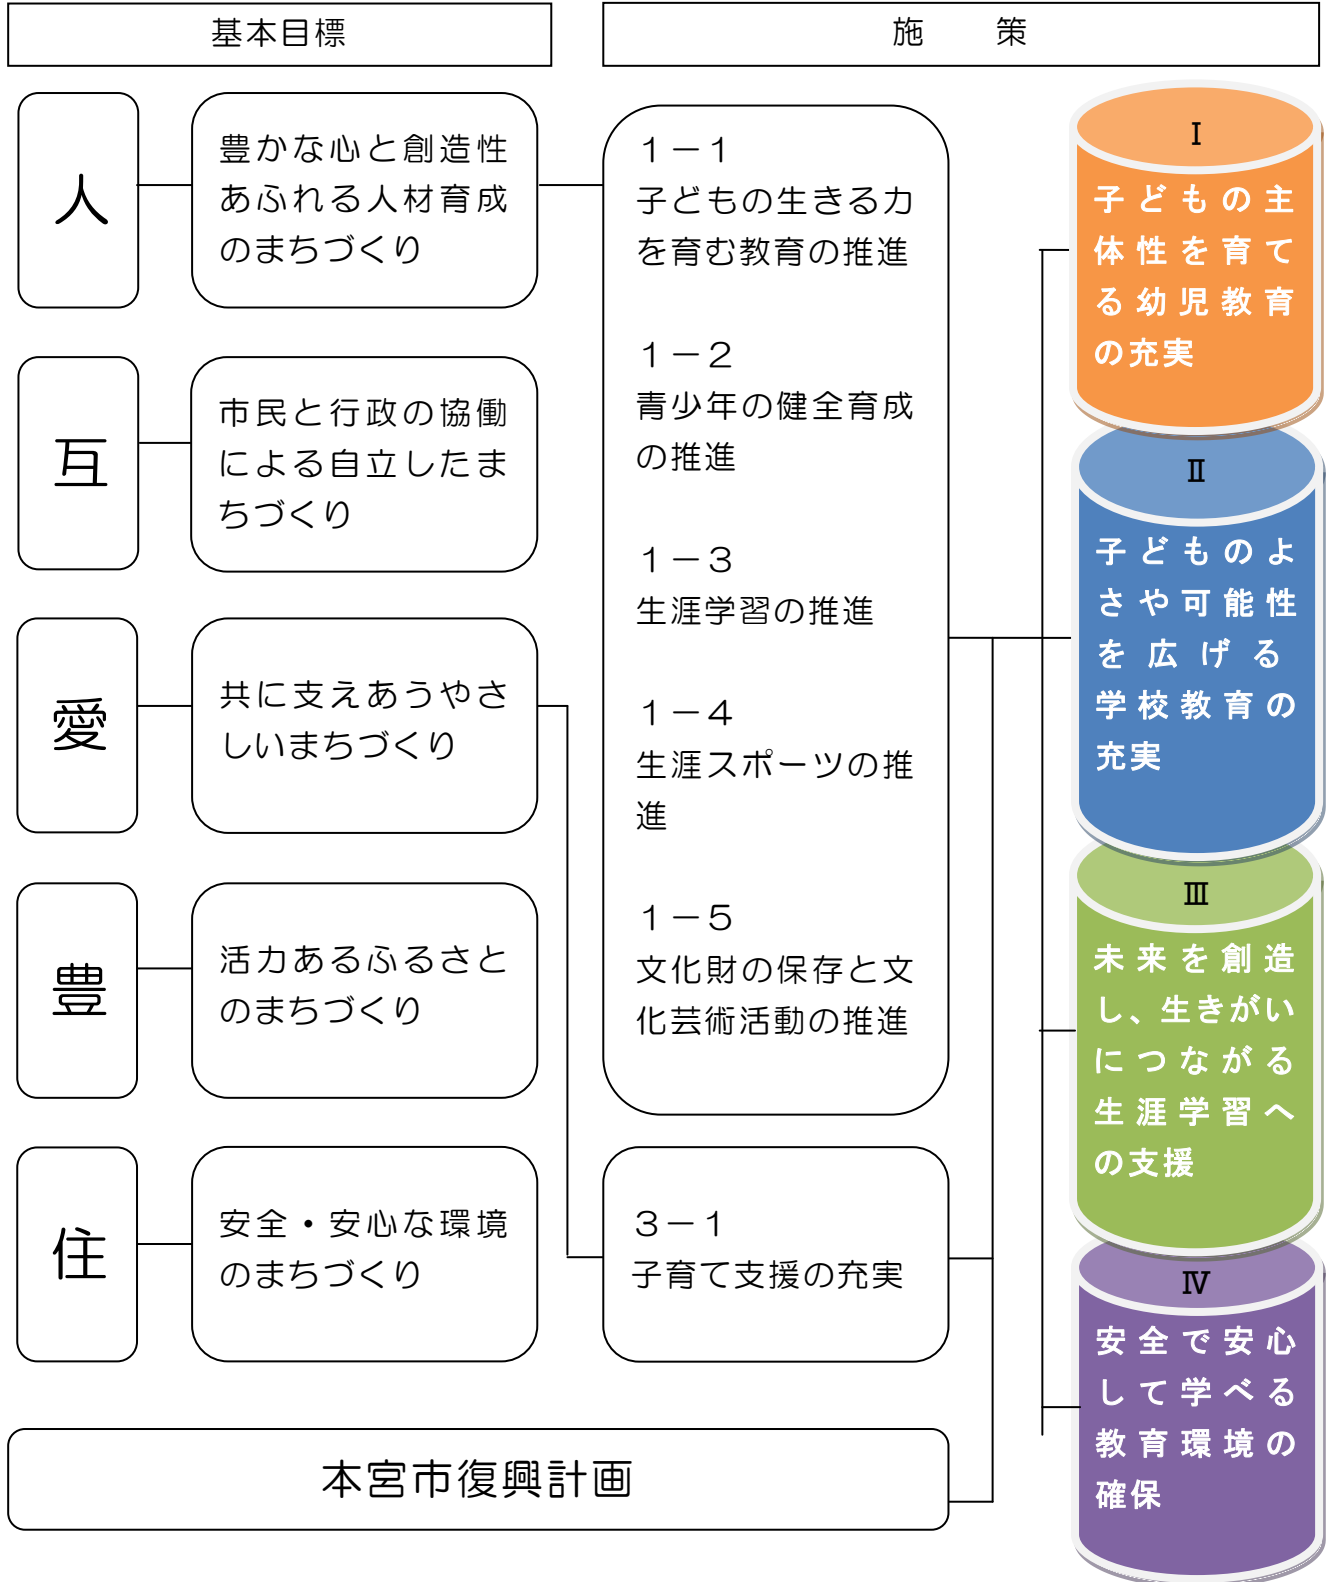 基本目標
施　　策
人
豊かな心と創造性
あふれる人材育成
のまちづくり
互
市民と行政の協働
による自立したま
ちづくり
愛
共に支えあうやさ
しいまちづくり
豊
活力あるふるさと
のまちづくり
住
安全・安心な環境
のまちづくり
１－１
子どもの生きる力
を育む教育の推進
１－２
青少年の健全育成
の推進
１－３
生涯学習の推進
１－４
生涯スポーツの推
進
１－５
文化財の保存と文
化芸術活動の推進
３－１
子育て支援の充実
本宮市復興計画
Ⅰ
子どもの主
体性を育て
る幼児教育
の充実
Ⅱ
子どものよ
さや可能性
を広げる
学校教育の
充実
Ⅲ
未来を創造
し、生きがい
につながる
生涯学習へ
の支援
Ⅳ
安全で安心
して学べる
教育環境の
確保